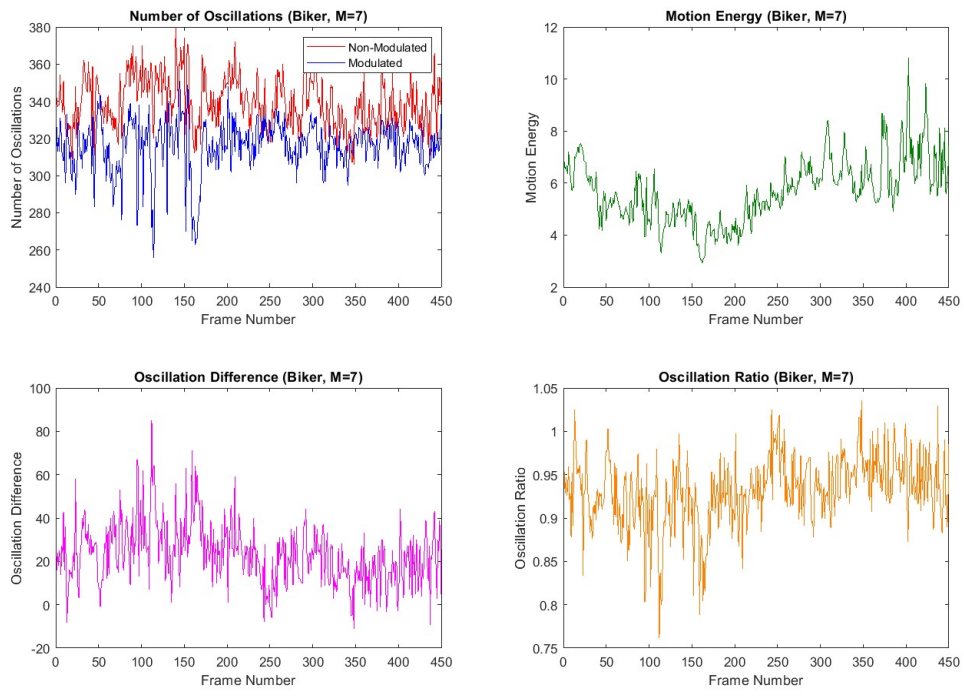 Number of Oscillations (Biker, M=7)
380
360
340
320
300
280
260
240
Number of Oscillations
Non-Modulated
Modulated
0 50 100 150 200 250 300 350 400 450
Frame Number
Motion Energy (Biker, M=7)
12
10
8
6
4
2
Motion Energy
0 50 100 150 200 250 300 350 400 450
Frame Number
Oscillation Difference (Biker, M=7)
100
80
60
40
20
0
-20
Oscillation Difference
0 50 100 150 200 250 300 350 400 450
Frame Number
Oscillation Ratio (Biker, M=7)
1.05
1
0.95
0.9
0.85
0.8
0.75
Oscillation Ratio
0 50 100 150 200 250 300 350 400 450
Frame Number